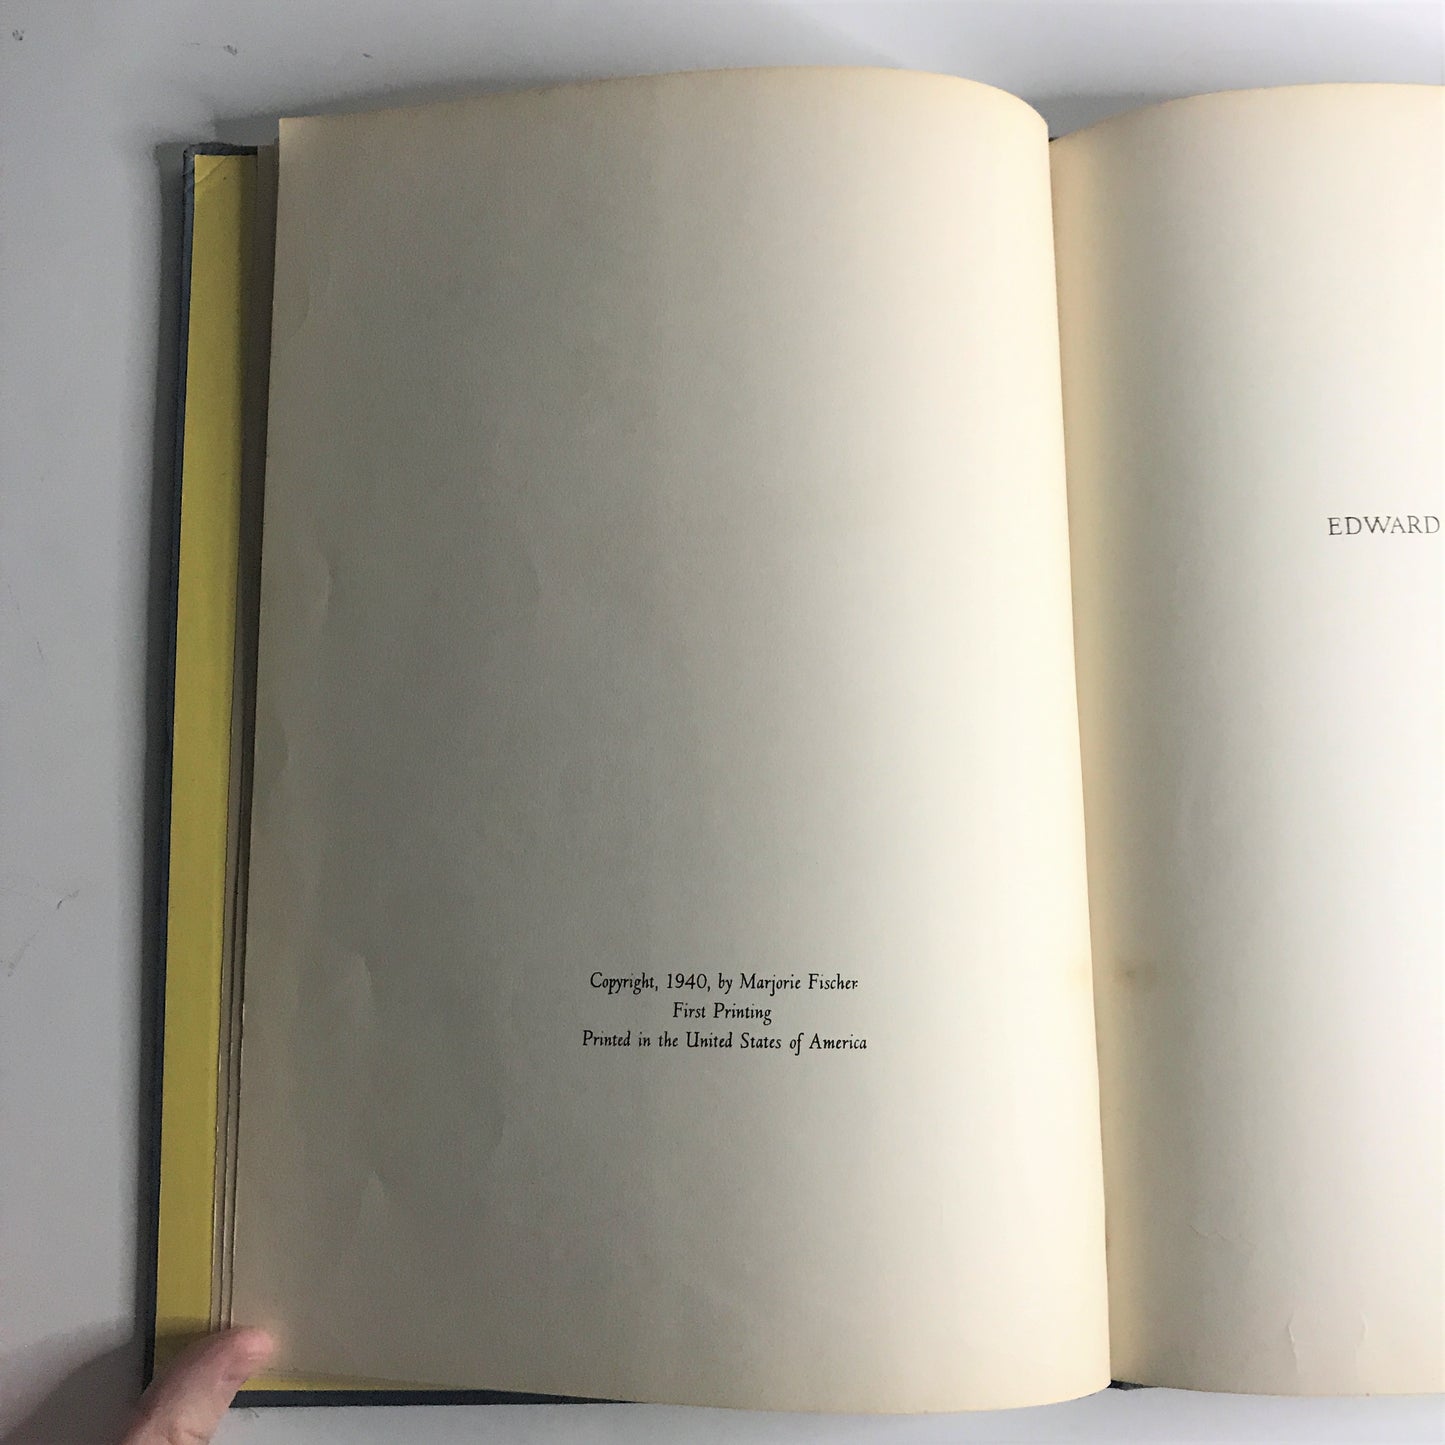 Copyright, 1940, by Marjorie Fischer
First Printing
Printed in the United States of America
EDWARD